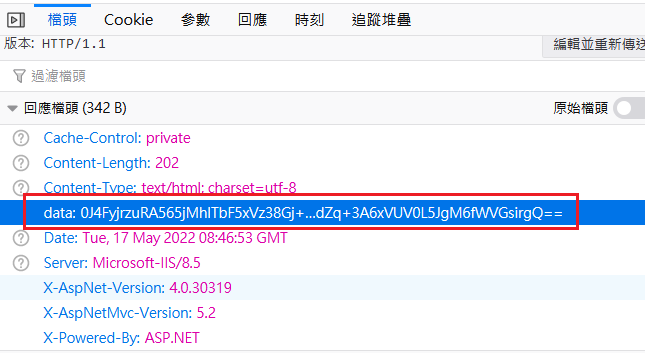 檔頭 Cookie 參數 回應 時刻 追蹤堆疊
版本: HTTP/1.1 編輯並重新傳送
過濾檔頭
回應檔頭 (342 B) 原始檔頭
Cache-Control: private
Content-Length: 202
Content-Type: text/html; charset=utf-8
data: 0J4FyjrzuRA565jMhlTbF5xVz38Gj+...dZq+3A6xVUV0L5JgM6fWVGsirgQ==
Date: Tue, 17 May 2022 08:46:53 GMT
Server: Microsoft-IIS/8.5
X-AspNet-Version: 4.0.30319
X-AspNetMvc-Version: 5.2
X-Powered-By: ASP.NET